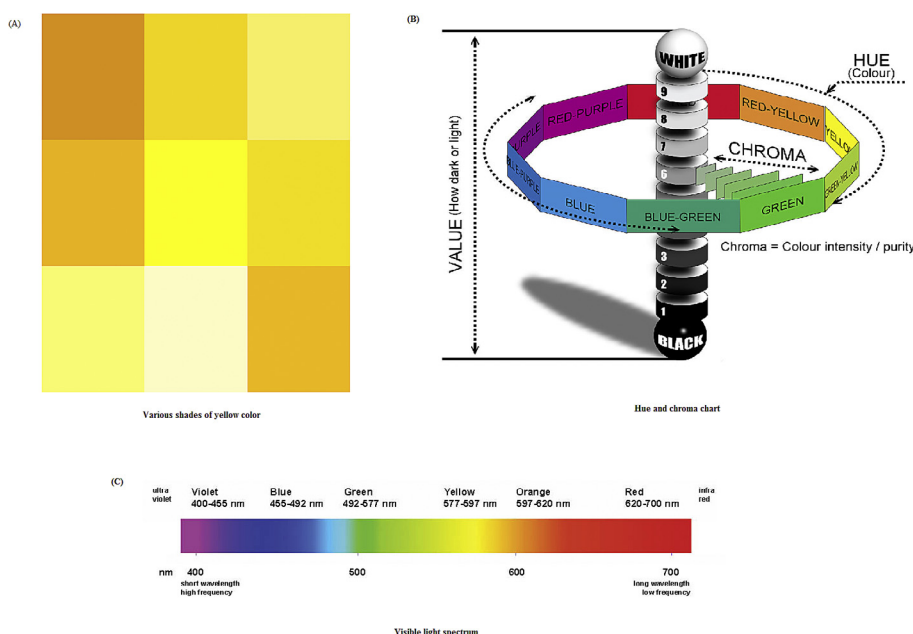 (A)
Various shades of yellow color
(B)
WHITE
9
8
7
6
3
2
1
BLACK
VALUE (How dark or light)
HUE
(Colour)
RED-PURPLE
RED-YELLOW
YELLOW
GREEN-YELLOW
GREEN
BLUE-GREEN
BLUE
BLUE-PURPLE
PURPLE
CHROMA
Chroma = Colour intensity / purity
Hue and chroma chart
(C)
ultra violet
Violet 400-455 nm
Blue 455-492 nm
Green 492-577 nm
Yellow 577-597 nm
Orange 597-620 nm
Red 620-700 nm
infra red
nm 400 500 600 700
short wavelength
high frequency
long wavelength
low frequency
Visible light spectrum